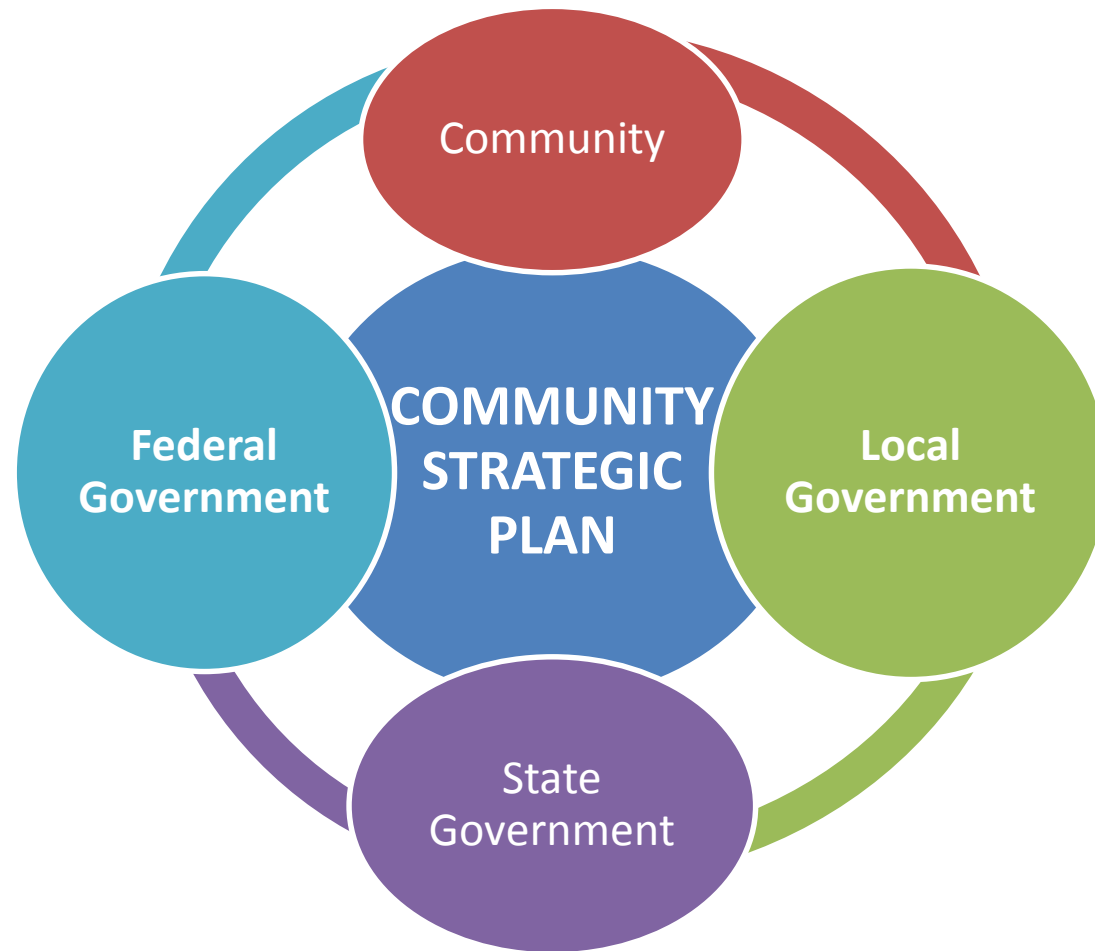 Community
Federal
Government
COMMUNITY
STRATEGIC
PLAN
Local
Government
State
Government